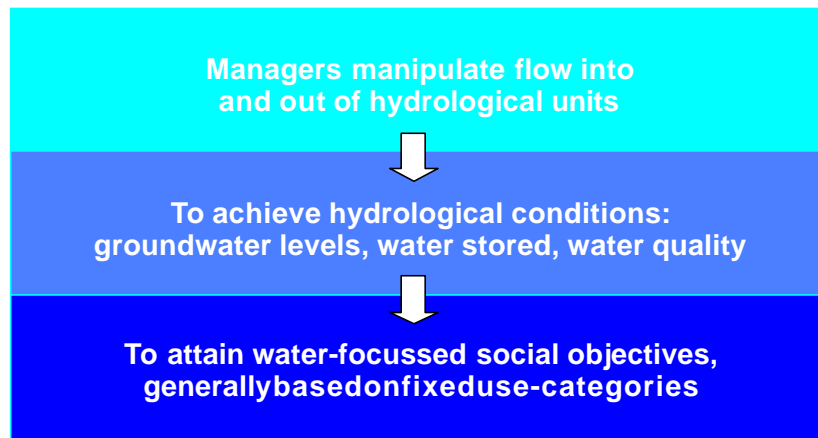 Managers manipulate flow into
and out of hydrological units
To achieve hydrological conditions:
groundwater levels, water stored, water quality
To attain water-focussed social objectives,
generallybasedonfixeduse-categories